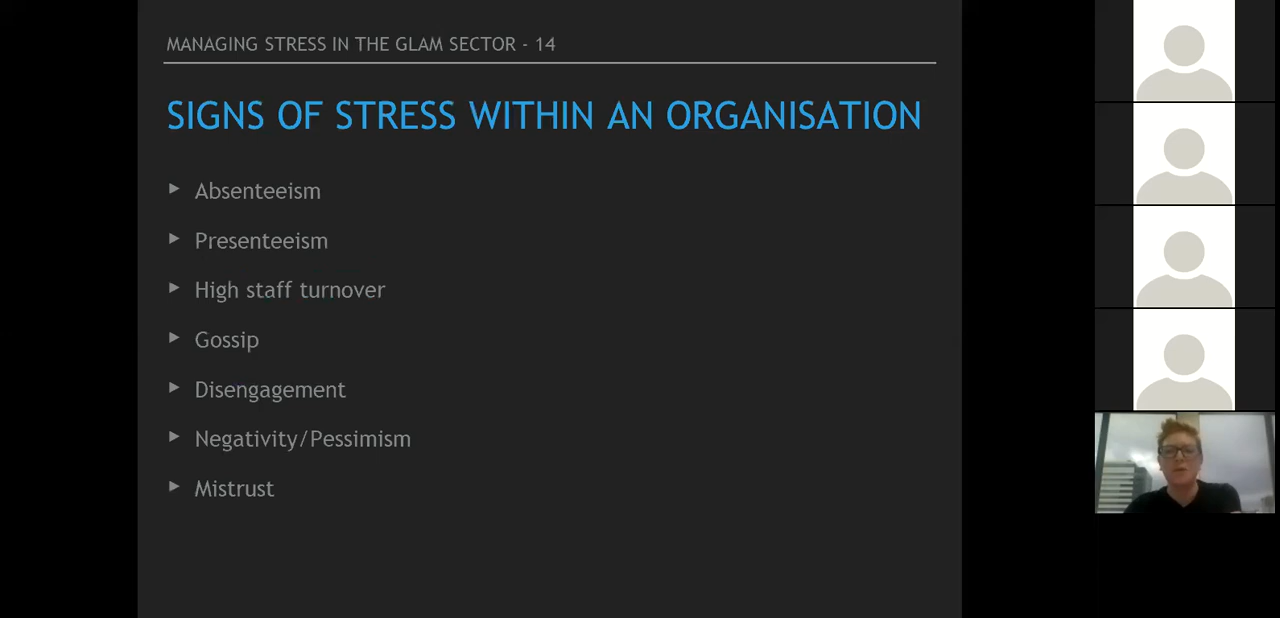 MANAGING STRESS IN THE GLAM SECTOR - 14
SIGNS OF STRESS WITHIN AN ORGANISATION
Absenteeism
Presenteeism
High staff turnover
Gossip
Disengagement
Negativity/Pessimism
Mistrust